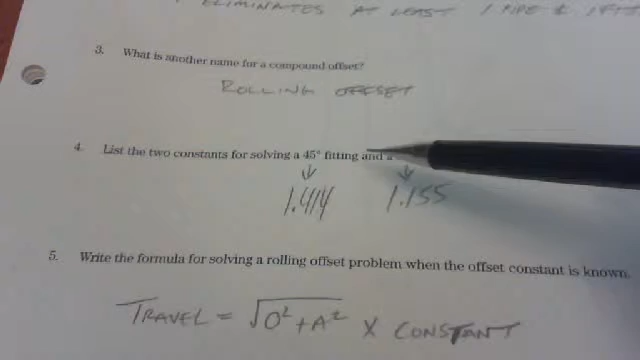 ELIMINATES AT LEAST 1 PIPE &
3. What is another name for a compound offset?
ROLLING OFFSET
4. List the two constants for solving a 45° fitting and a
1.414 1.155
5. Write the formula for solving a rolling offset problem when the offset constant is known.
TRAVEL = √O²+A² X CONSTANT